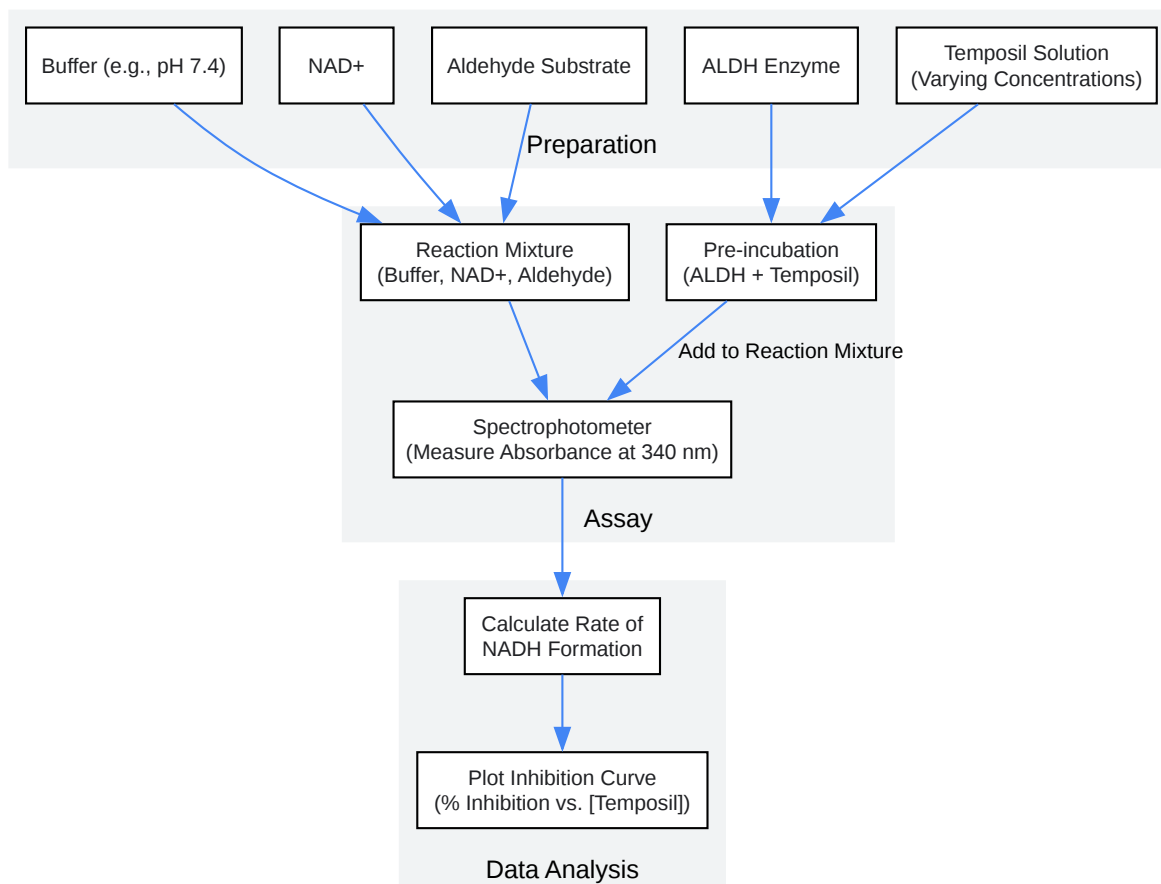 Buffer (e.g., pH 7.4)
NAD+
Aldehyde Substrate
ALDH Enzyme
Temposil Solution
(Varying Concentrations)
Preparation
Reaction Mixture
(Buffer, NAD+, Aldehyde)
Pre-incubation
(ALDH + Temposil)
Add to Reaction Mixture
Spectrophotometer
(Measure Absorbance at 340 nm)
Assay
Calculate Rate of
NADH Formation
Plot Inhibition Curve
(% Inhibition vs. [Temposil])
Data Analysis